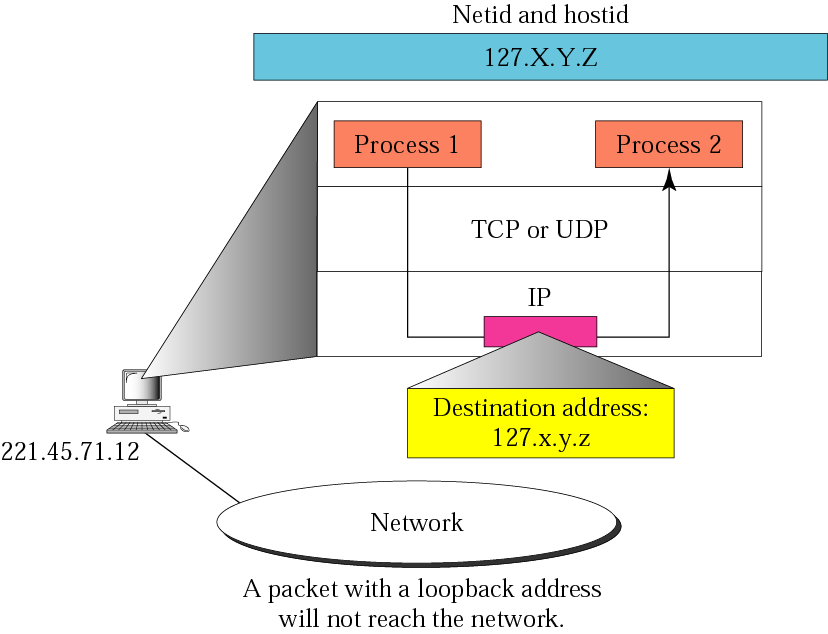 Netid and hostid
127.X.Y.Z
Process 1
Process 2
TCP or UDP
IP
Destination address:
127.x.y.z
221.45.71.12
Network
A packet with a loopback address
will not reach the network.